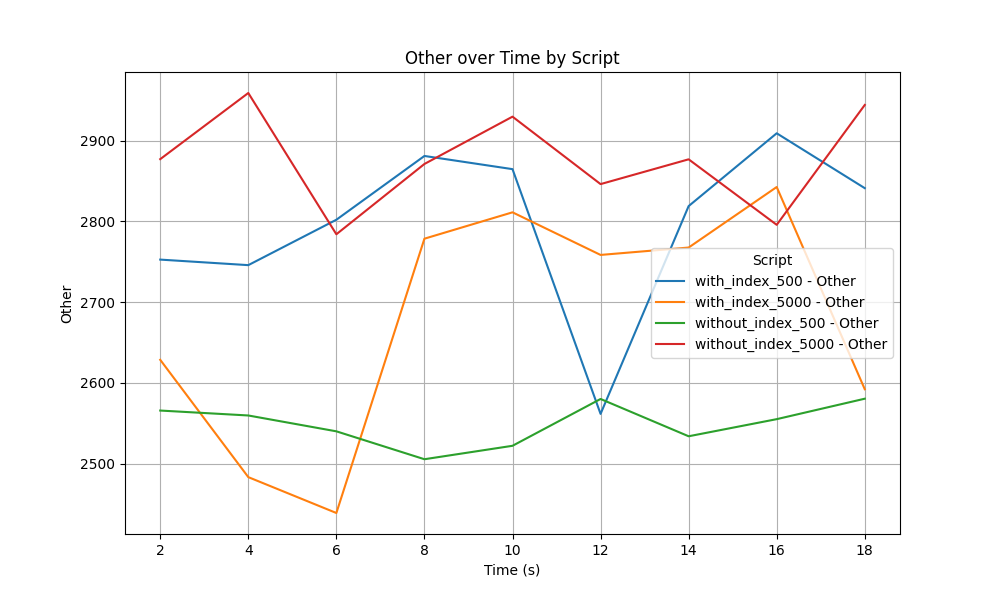 Other over Time by Script
Other
2900
2800
2700
2600
2500
Script
with_index_500 - Other
with_index_5000 - Other
without_index_500 - Other
without_index_5000 - Other
2 4 6 8 10 12 14 16 18
Time (s)